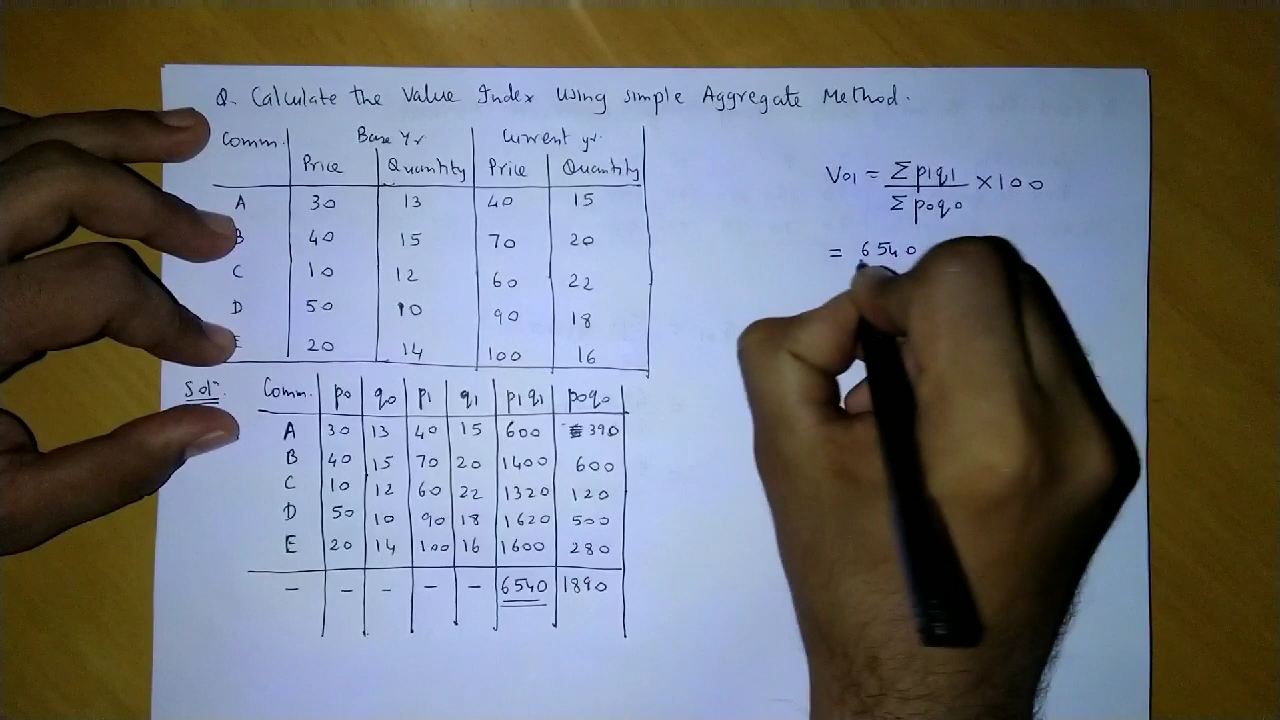 Q. Calculate the Value Index using simple Aggregate Method.
Comm. Base Yr Current yr.
Price Quantity Price Quantity
A 30 13 40 15
B 40 15 70 20
C 10 12 60 22
D 50 10 90 18
E 20 14 100 16
V01 = Σp1q1 / Σp0q0 × 100
= 6540
Soln.
Comm. p0 q0 p1 q1 p1q1 p0q0
A 30 13 40 15 600 390
B 40 15 70 20 1400 600
C 10 12 60 22 1320 120
D 50 10 90 18 1620 500
E 20 14 100 16 1600 280
– – – – – 6540 1890